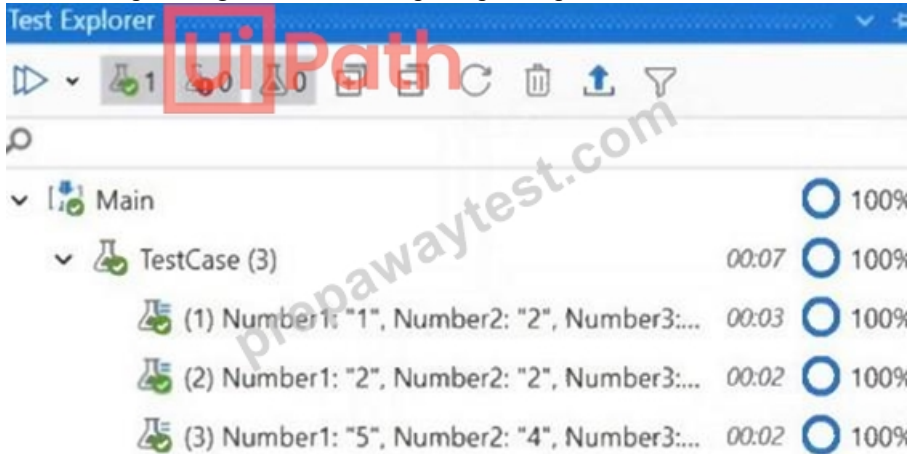 Test Explorer
UiPath
1 0 0
Main 100%
TestCase (3) 00:07 100%
(1) Number1: "1", Number2: "2", Number3:... 00:03 100%
(2) Number1: "2", Number2: "2", Number3:... 00:02 100%
(3) Number1: "5", Number2: "4", Number3:... 00:02 100%
prepawaytest.com